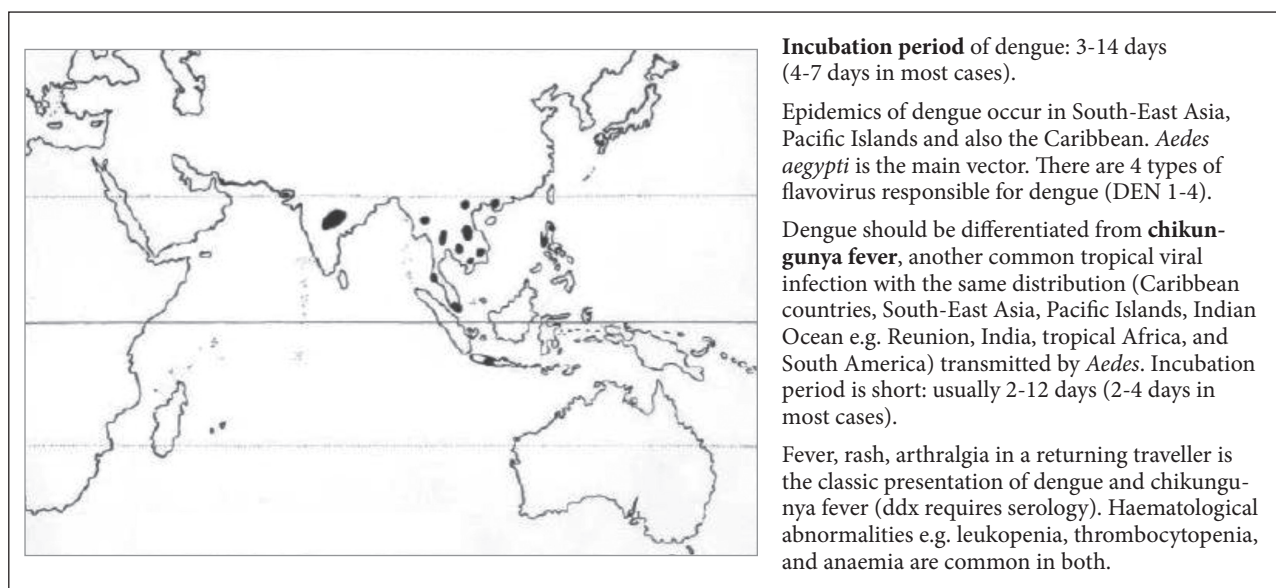 Incubation period of dengue: 3-14 days
(4-7 days in most cases).
Epidemics of dengue occur in South-East Asia,
Pacific Islands and also the Caribbean. Aedes
aegypti is the main vector. There are 4 types of
flavovirus responsible for dengue (DEN 1-4).
Dengue should be differentiated from chikun-
gunya fever, another common tropical viral
infection with the same distribution (Caribbean
countries, South-East Asia, Pacific Islands, Indian
Ocean e.g. Reunion, India, tropical Africa, and
South America) transmitted by Aedes. Incubation
period is short: usually 2-12 days (2-4 days in
most cases).
Fever, rash, arthralgia in a returning traveller is
the classic presentation of dengue and chikungu-
nya fever (ddx requires serology). Haematological
abnormalities e.g. leukopenia, thrombocytopenia,
and anaemia are common in both.